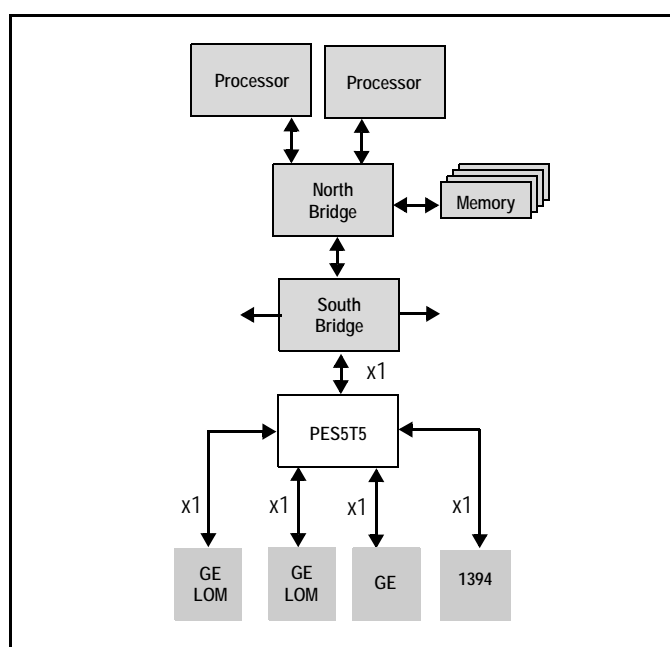 Processor
Processor
North
Bridge
Memory
South
Bridge
x1
PES5T5
x1
x1
x1
x1
GE
LOM
GE
LOM
GE
1394